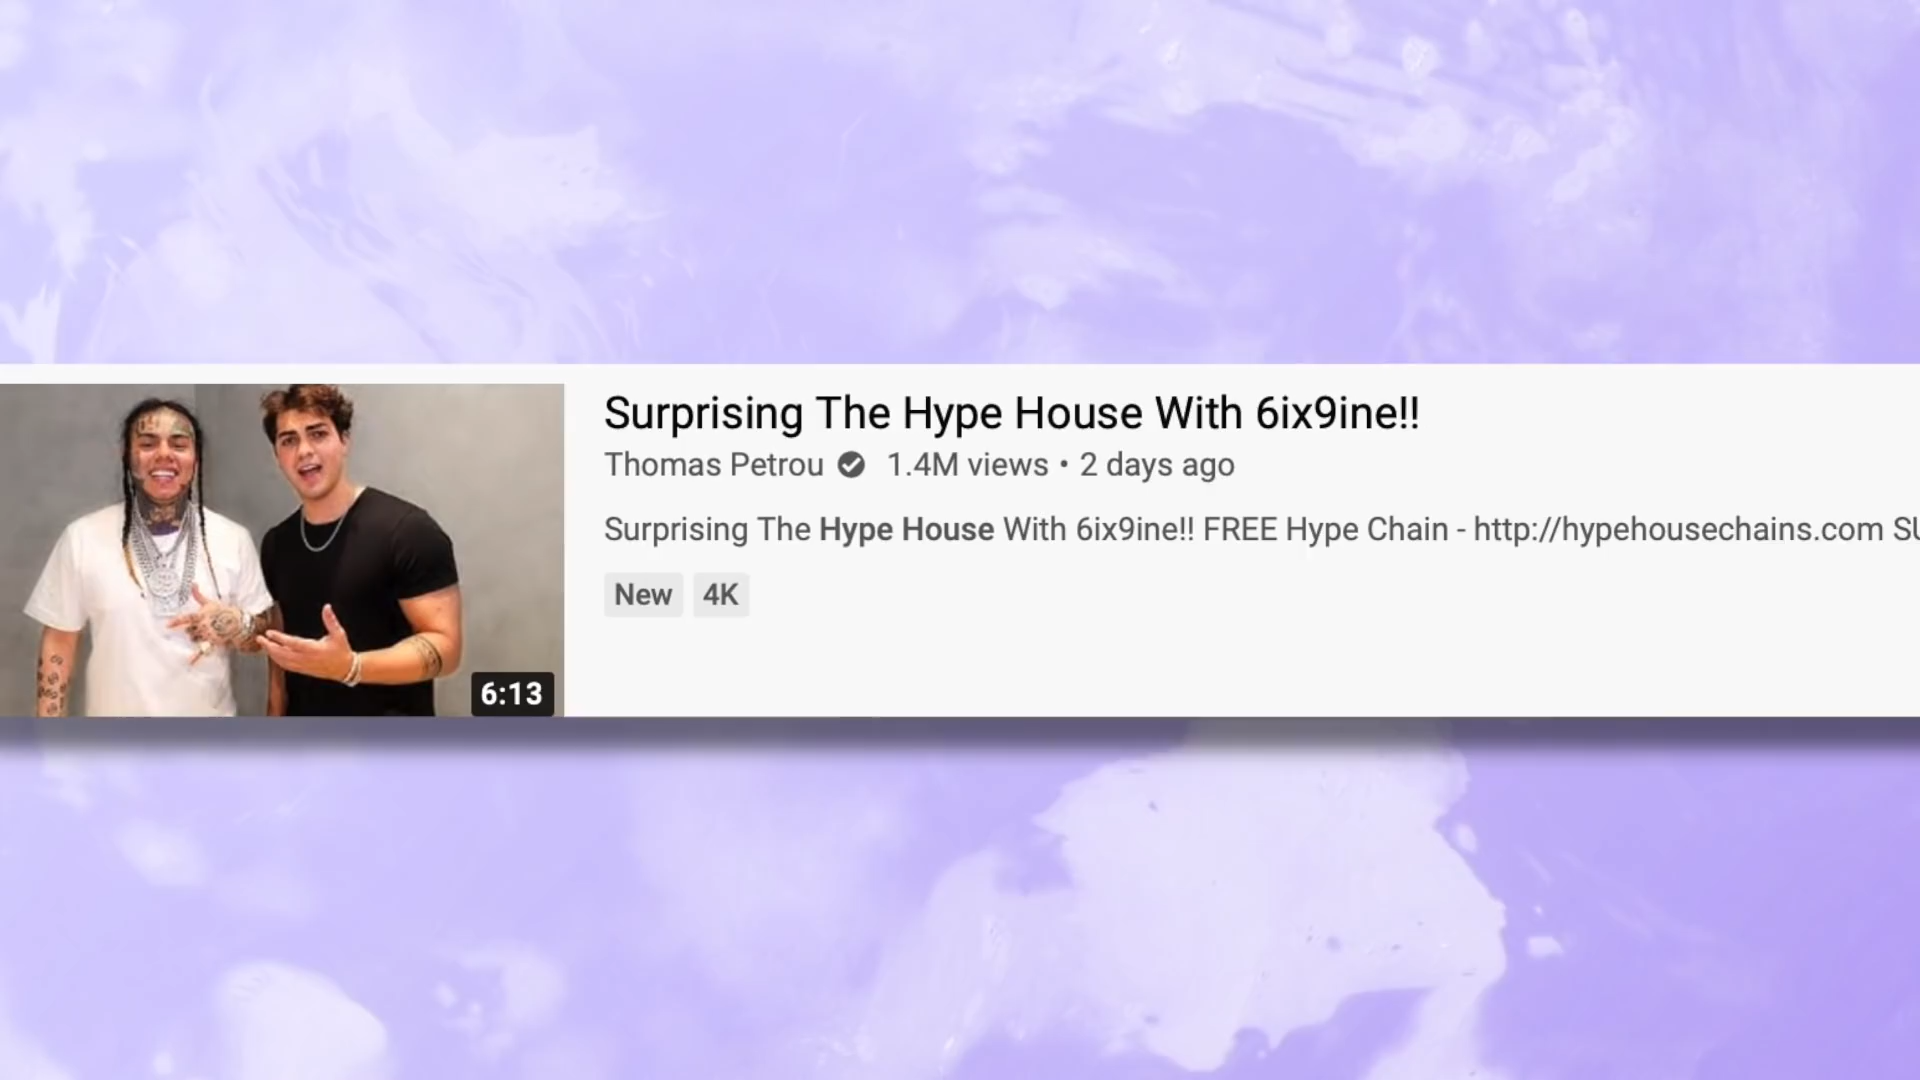 Surprising The Hype House With 6ix9ine!!
Thomas Petrou 1.4M views • 2 days ago
Surprising The Hype House With 6ix9ine!! FREE Hype Chain - http://hypehousechains.com
New 4K
6:13